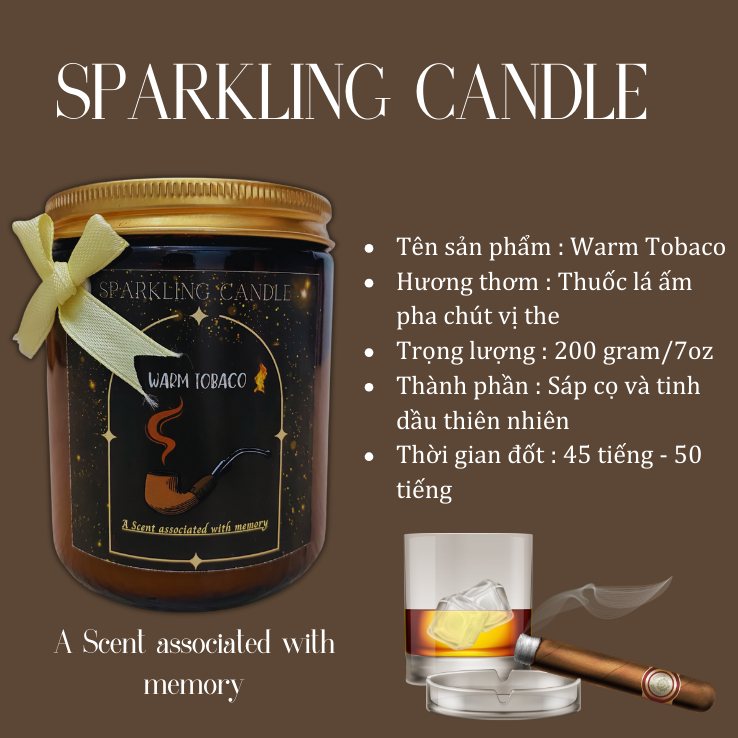 SPARKLING CANDLE
SPARKLING CANDLE
WARM TOBACO
A Scent associated with memory
A Scent associated with
memory
• Tên sản phẩm : Warm Tobaco
• Hương thơm : Thuốc lá ấm
pha chút vị the
• Trọng lượng : 200 gram/7oz
• Thành phần : Sáp cọ và tinh
dầu thiên nhiên
• Thời gian đốt : 45 tiếng - 50
tiếng